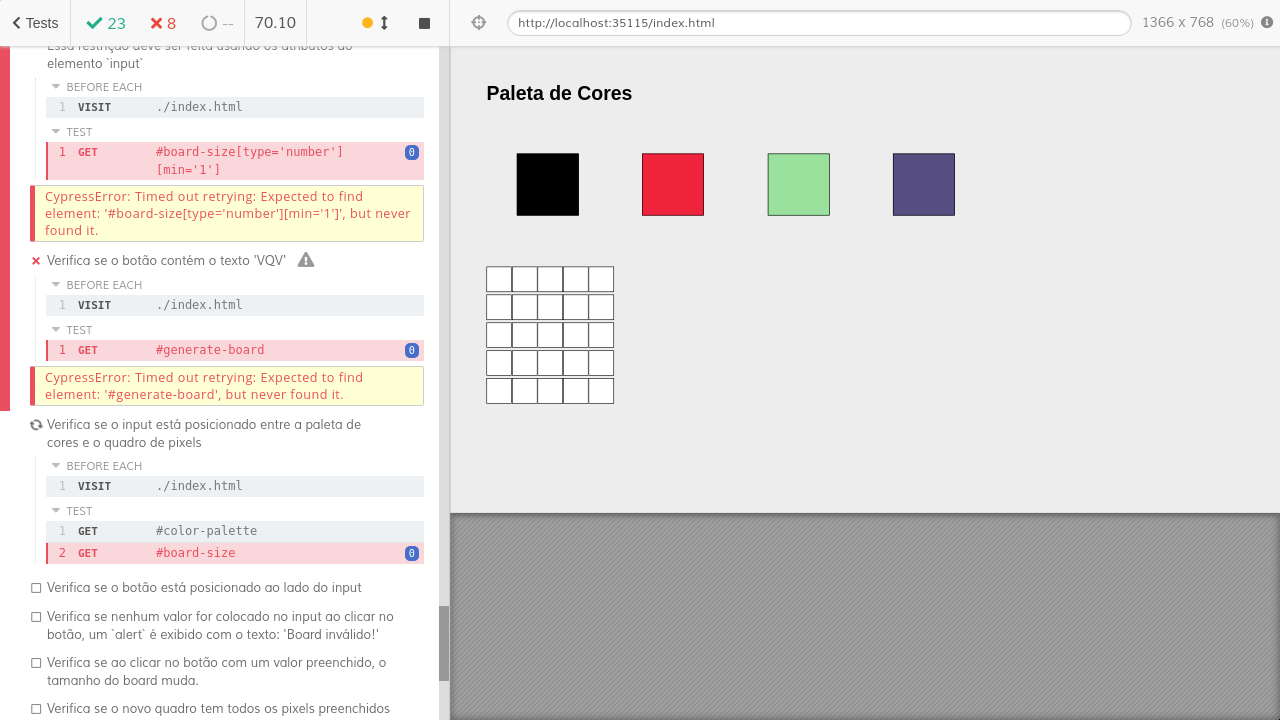 Tests
23
8
--
70.10
http://localhost:35115/index.html
1366 x 768 (60%)
Essa restrição deve ser feita usando os atributos do
elemento `input`
BEFORE EACH
1 VISIT ./index.html
TEST
1 GET #board-size[type='number']
[min='1'] 0
CypressError: Timed out retrying: Expected to find
element: '#board-size[type='number'][min='1']', but never
found it.
Verifica se o botão contém o texto 'VQV'
BEFORE EACH
1 VISIT ./index.html
TEST
1 GET #generate-board 0
CypressError: Timed out retrying: Expected to find
element: '#generate-board', but never found it.
Verifica se o input está posicionado entre a paleta de
cores e o quadro de pixels
BEFORE EACH
1 VISIT ./index.html
TEST
1 GET #color-palette
2 GET #board-size 0
Verifica se o botão está posicionado ao lado do input
Verifica se nenhum valor for colocado no input ao clicar no
botão, um `alert` é exibido com o texto: 'Board inválido!'
Verifica se ao clicar no botão com um valor preenchido, o
tamanho do board muda.
Verifica se o novo quadro tem todos os pixels preenchidos
Paleta de Cores